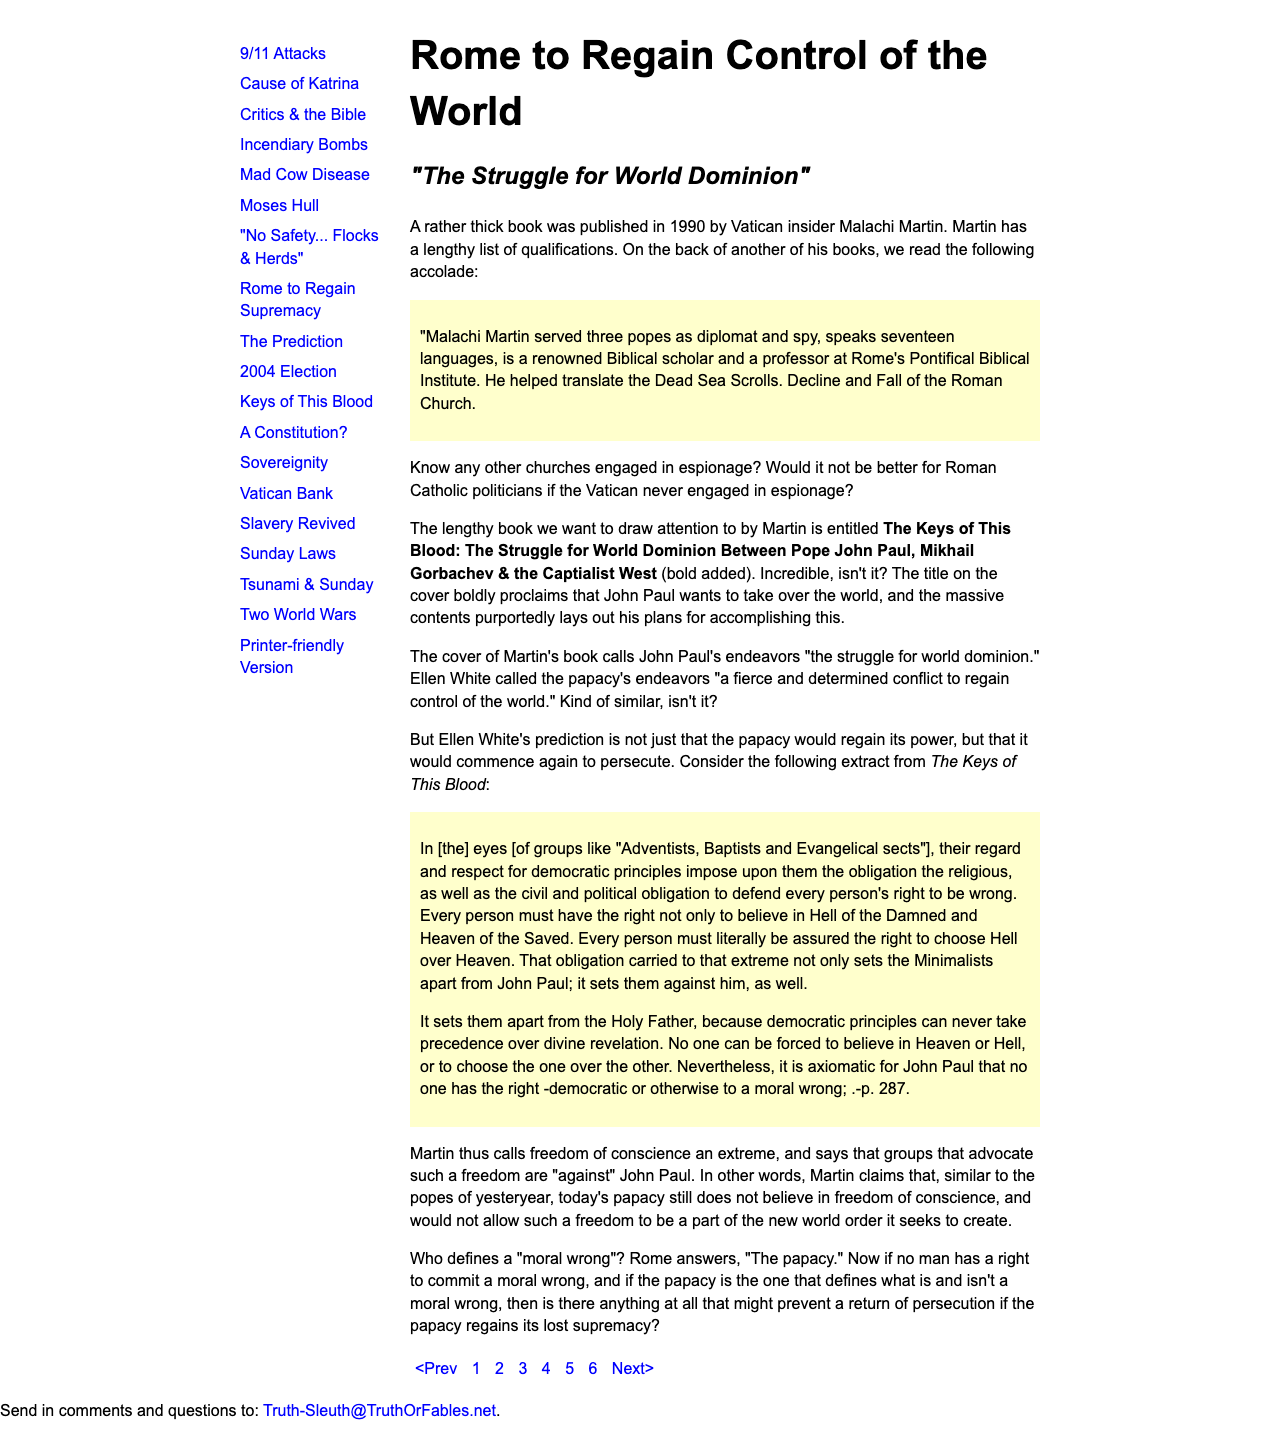 9/11 Attacks
Cause of Katrina
Critics & the Bible
Incendiary Bombs
Mad Cow Disease
Moses Hull
"No Safety... Flocks
& Herds"
Rome to Regain
Supremacy
The Prediction
2004 Election
Keys of This Blood
A Constitution?
Sovereignity
Vatican Bank
Slavery Revived
Sunday Laws
Tsunami & Sunday
Two World Wars
Printer-friendly
Version
Rome to Regain Control of the
World
"The Struggle for World Dominion"
A rather thick book was published in 1990 by Vatican insider Malachi Martin. Martin has
a lengthy list of qualifications. On the back of another of his books, we read the following
accolade:
"Malachi Martin served three popes as diplomat and spy, speaks seventeen
languages, is a renowned Biblical scholar and a professor at Rome's Pontifical Biblical
Institute. He helped translate the Dead Sea Scrolls. Decline and Fall of the Roman
Church.
Know any other churches engaged in espionage? Would it not be better for Roman
Catholic politicians if the Vatican never engaged in espionage?
The lengthy book we want to draw attention to by Martin is entitled The Keys of This
Blood: The Struggle for World Dominion Between Pope John Paul, Mikhail
Gorbachev & the Captialist West (bold added). Incredible, isn't it? The title on the
cover boldly proclaims that John Paul wants to take over the world, and the massive
contents purportedly lays out his plans for accomplishing this.
The cover of Martin's book calls John Paul's endeavors "the struggle for world dominion."
Ellen White called the papacy's endeavors "a fierce and determined conflict to regain
control of the world." Kind of similar, isn't it?
But Ellen White's prediction is not just that the papacy would regain its power, but that it
would commence again to persecute. Consider the following extract from The Keys of
This Blood:
In [the] eyes [of groups like "Adventists, Baptists and Evangelical sects"], their regard
and respect for democratic principles impose upon them the obligation the religious,
as well as the civil and political obligation to defend every person's right to be wrong.
Every person must have the right not only to believe in Hell of the Damned and
Heaven of the Saved. Every person must literally be assured the right to choose Hell
over Heaven. That obligation carried to that extreme not only sets the Minimalists
apart from John Paul; it sets them against him, as well.
It sets them apart from the Holy Father, because democratic principles can never take
precedence over divine revelation. No one can be forced to believe in Heaven or Hell,
or to choose the one over the other. Nevertheless, it is axiomatic for John Paul that no
one has the right -democratic or otherwise to a moral wrong; .-p. 287.
Martin thus calls freedom of conscience an extreme, and says that groups that advocate
such a freedom are "against" John Paul. In other words, Martin claims that, similar to the
popes of yesteryear, today's papacy still does not believe in freedom of conscience, and
would not allow such a freedom to be a part of the new world order it seeks to create.
Who defines a "moral wrong"? Rome answers, "The papacy." Now if no man has a right
to commit a moral wrong, and if the papacy is the one that defines what is and isn't a
moral wrong, then is there anything at all that might prevent a return of persecution if the
papacy regains its lost supremacy?
<Prev 1 2 3 4 5 6 Next>
Send in comments and questions to: Truth-Sleuth@TruthOrFables.net.